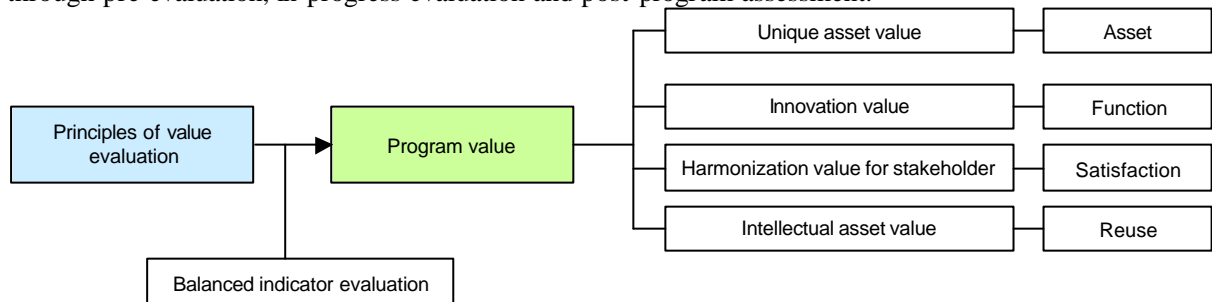 through pre-evaluation, in-progress evaluation and post-program assessment.
Unique asset value
Asset
Principles of value
evaluation
Program value
Innovation value
Function
Harmonization value for stakeholder
Satisfaction
Intellectual asset value
Reuse
Balanced indicator evaluation